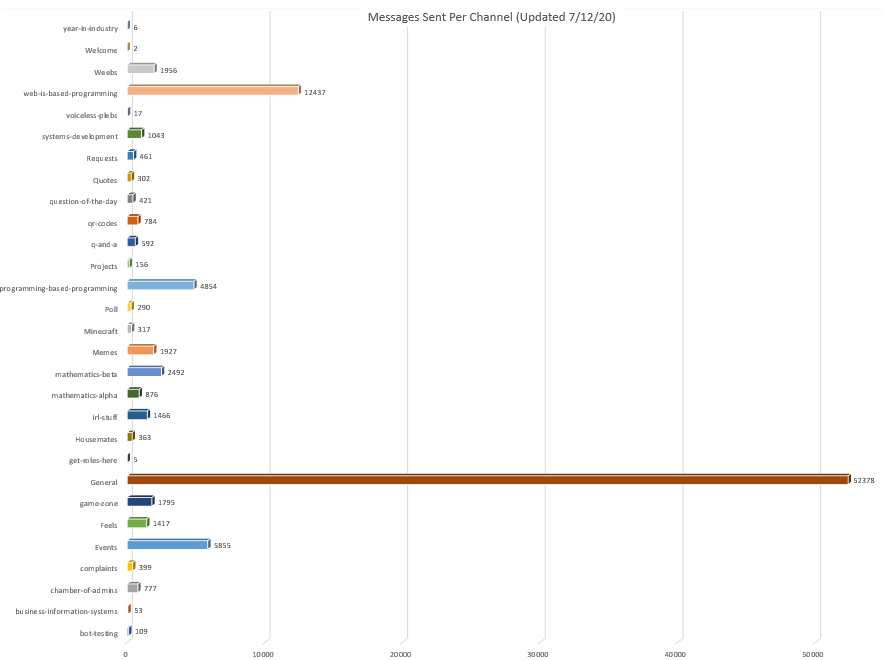 Messages Sent Per Channel (Updated 7/12/20)
year-in-industry 6
Welcome 2
Weebs 1956
web-is-based-programming 12437
voiceless-plebs 17
systems-development 1043
Requests 461
Quotes 302
question-of-the-day 421
qr-codes 784
q-and-a 592
Projects 156
programming-based-programming 4854
Poll 290
Minecraft 317
Memes 1927
mathematics-beta 2492
mathematics-alpha 876
irl-stuff 1466
Housemates 363
get-roles-here 5
General 52378
game-zone 1795
Feels 1417
Events 5855
complaints 399
chamber-of-admins 777
business-information-systems 53
bot-testing 109
0 10000 20000 30000 40000 50000